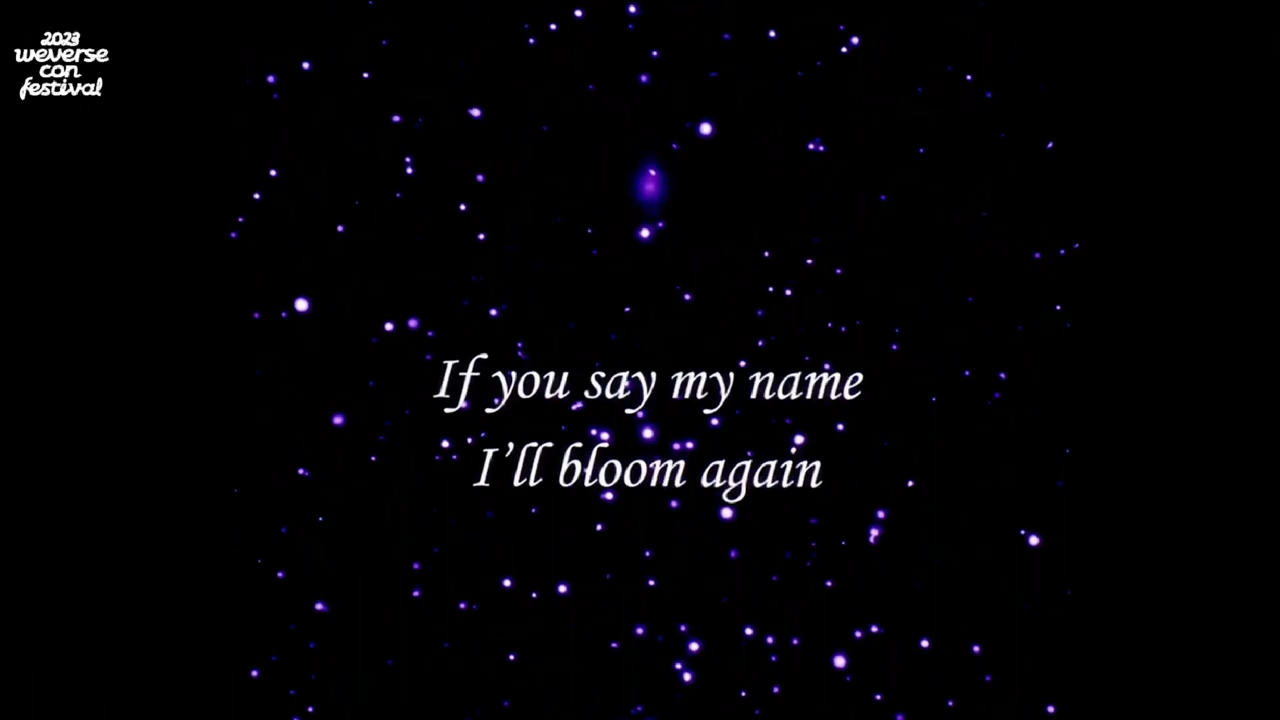 2023
weverse
con
festival
If you say my name
I'll bloom again